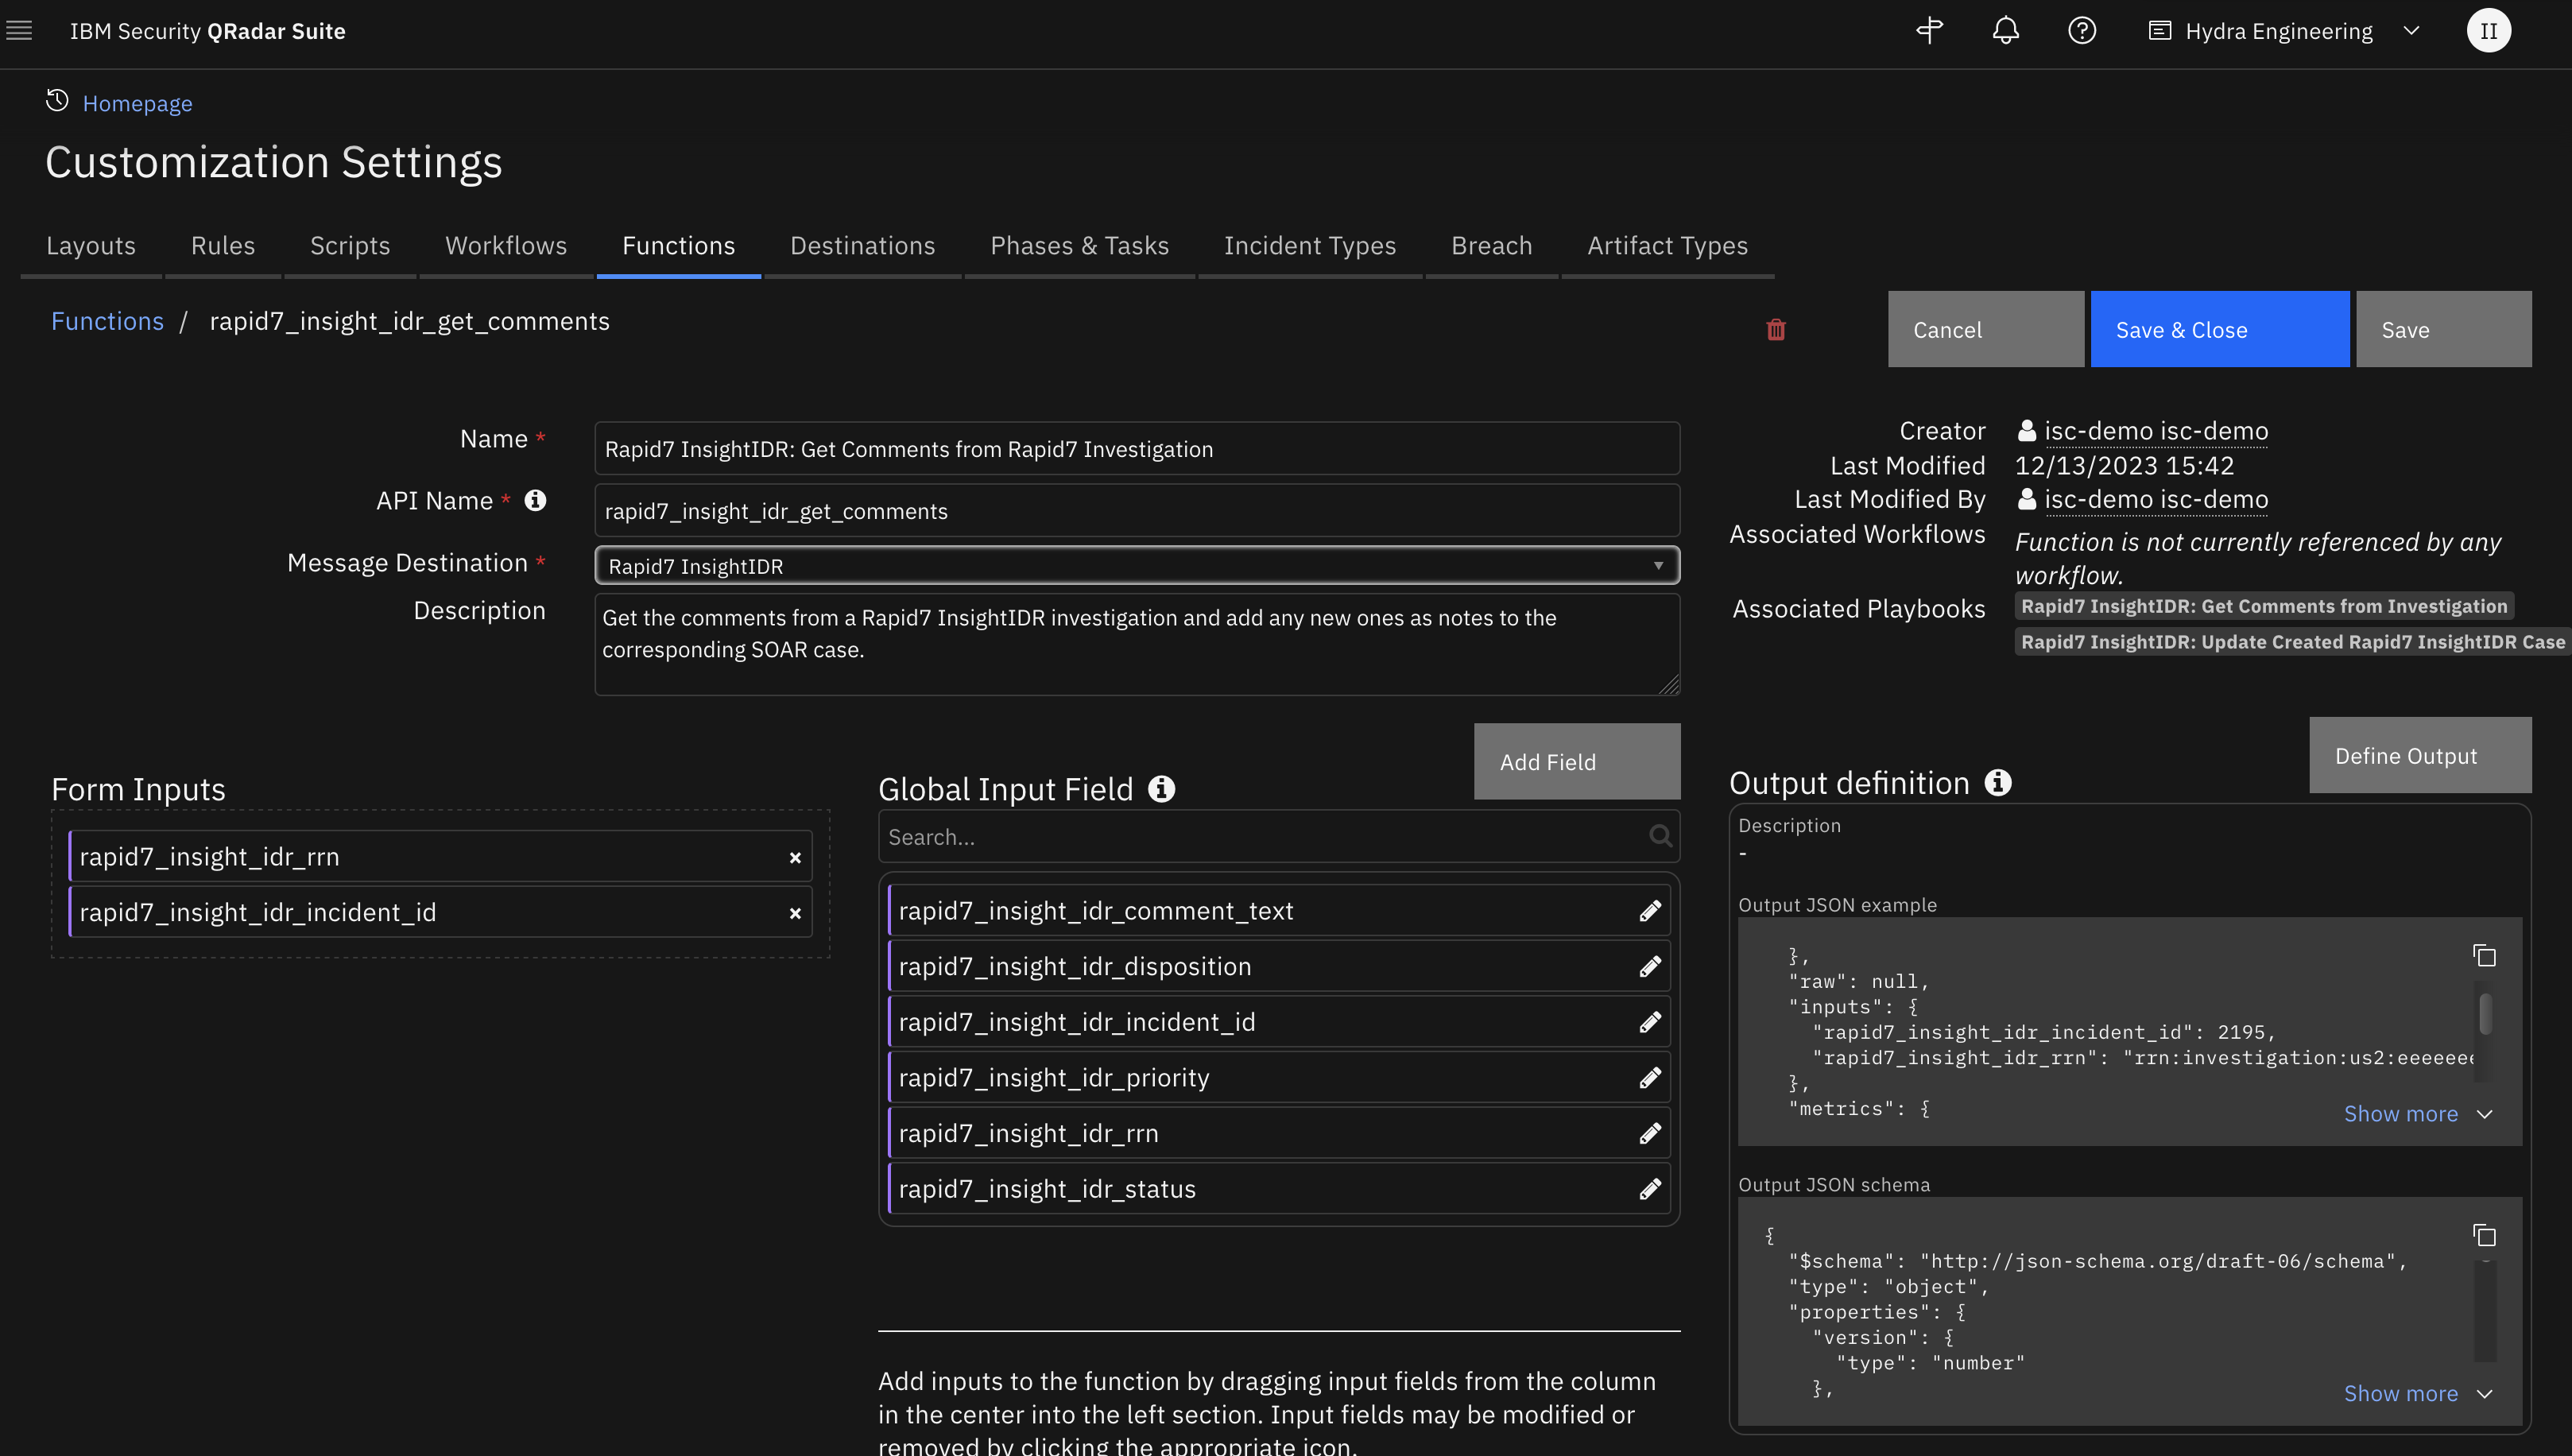 IBM Security QRadar Suite
Hydra Engineering
II
Homepage
Customization Settings
Layouts
Rules
Scripts
Workflows
Functions
Destinations
Phases & Tasks
Incident Types
Breach
Artifact Types
Functions / rapid7_insight_idr_get_comments
Cancel
Save & Close
Save
Name *
Rapid7 InsightIDR: Get Comments from Rapid7 Investigation
API Name *
rapid7_insight_idr_get_comments
Message Destination *
Rapid7 InsightIDR
Description
Get the comments from a Rapid7 InsightIDR investigation and add any new ones as notes to the
corresponding SOAR case.
Creator
isc-demo isc-demo
Last Modified
12/13/2023 15:42
Last Modified By
isc-demo isc-demo
Associated Workflows
Function is not currently referenced by any
workflow.
Associated Playbooks
Rapid7 InsightIDR: Get Comments from Investigation
Rapid7 InsightIDR: Update Created Rapid7 InsightIDR Case
Form Inputs
rapid7_insight_idr_rrn
rapid7_insight_idr_incident_id
Global Input Field
Add Field
Search...
rapid7_insight_idr_comment_text
rapid7_insight_idr_disposition
rapid7_insight_idr_incident_id
rapid7_insight_idr_priority
rapid7_insight_idr_rrn
rapid7_insight_idr_status
Add inputs to the function by dragging input fields from the column
in the center into the left section. Input fields may be modified or
removed by clicking the appropriate icon.
Output definition
Define Output
Description
-
Output JSON example
},
"raw": null,
"inputs": {
"rapid7_insight_idr_incident_id": 2195,
"rapid7_insight_idr_rrn": "rrn:investigation:us2:eeeeeee
},
"metrics": {
Show more
Output JSON schema
{
"$schema": "http://json-schema.org/draft-06/schema",
"type": "object",
"properties": {
"version": {
"type": "number"
},
Show more